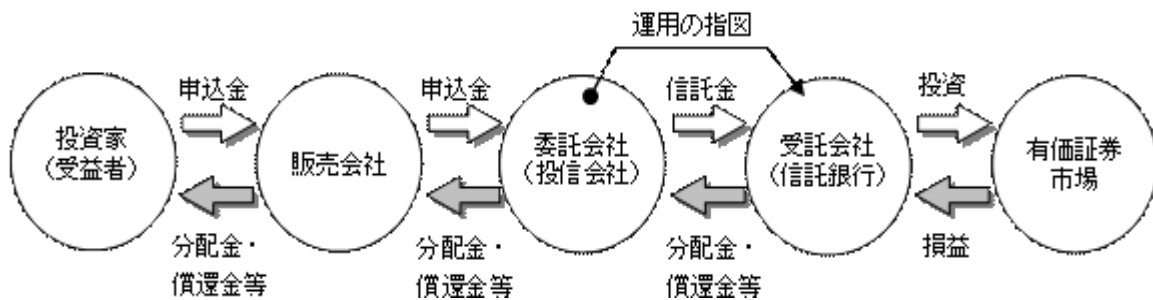 運用の指図
申込金
申込金
信託金
投資
投資家
(受益者)
販売会社
委託会社
(投信会社)
受託会社
(信託銀行)
有価証券
市場
分配金・
償還金等
分配金・
償還金等
分配金・
償還金等
損益